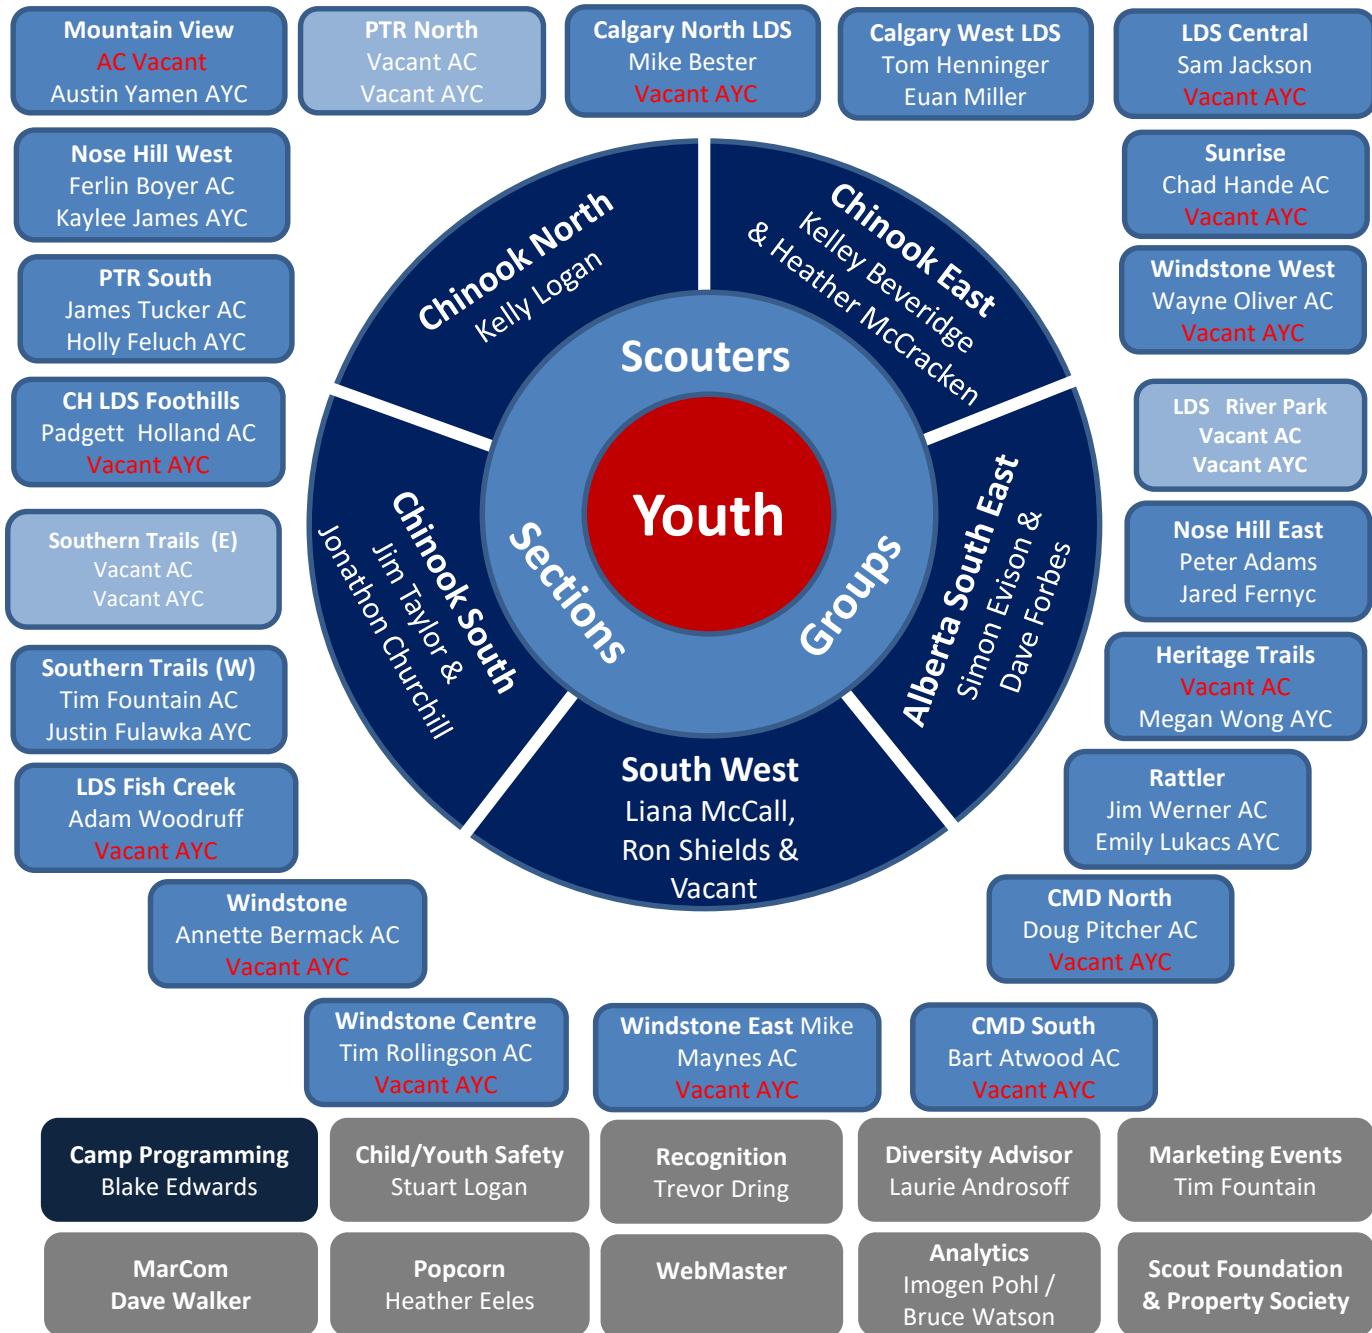 Mountain View
AC Vacant
Austin Yamen AYC
PTR North
Vacant AC
Vacant AYC
Calgary North LDS
Mike Bester
Vacant AYC
Calgary West LDS
Tom Henninger
Euan Miller
LDS Central
Sam Jackson
Vacant AYC
Nose Hill West
Ferlin Boyer AC
Kaylee James AYC
PTR South
James Tucker AC
Holly Feluch AYC
CH LDS Foothills
Padgett Holland AC
Vacant AYC
Southern Trails (E)
Vacant AC
Vacant AYC
Southern Trails (W)
Tim Fountain AC
Justin Fulawka AYC
LDS Fish Creek
Adam Woodruff
Vacant AYC
Windstone
Annette Bermack AC
Vacant AYC
Windstone Centre
Tim Rollingson AC
Vacant AYC
Windstone East Mike
Maynes AC
Vacant AYC
CMD South
Bart Atwood AC
Vacant AYC
CMD North
Doug Pitcher AC
Vacant AYC
Rattler
Jim Werner AC
Emily Lukacs AYC
Heritage Trails
Vacant AC
Megan Wong AYC
Nose Hill East
Peter Adams
Jared Fernyc
LDS River Park
Vacant AC
Vacant AYC
Windstone West
Wayne Oliver AC
Vacant AYC
Sunrise
Chad Hande AC
Vacant AYC
Chinook North
Kelly Logan
Chinook East
Kelley Beveridge
& Heather McCracken
Alberta South East
Simon Evison &
Dave Forbes
South West
Liana McCall,
Ron Shields &
Vacant
Chinook South
Jim Taylor &
Jonathon Churchill
Scouters
Groups
Sections
Youth
Camp Programming
Blake Edwards
Child/Youth Safety
Stuart Logan
Recognition
Trevor Dring
Diversity Advisor
Laurie Androsoff
Marketing Events
Tim Fountain
MarCom
Dave Walker
Popcorn
Heather Eeles
WebMaster
Analytics
Imogen Pohl /
Bruce Watson
Scout Foundation
& Property Society